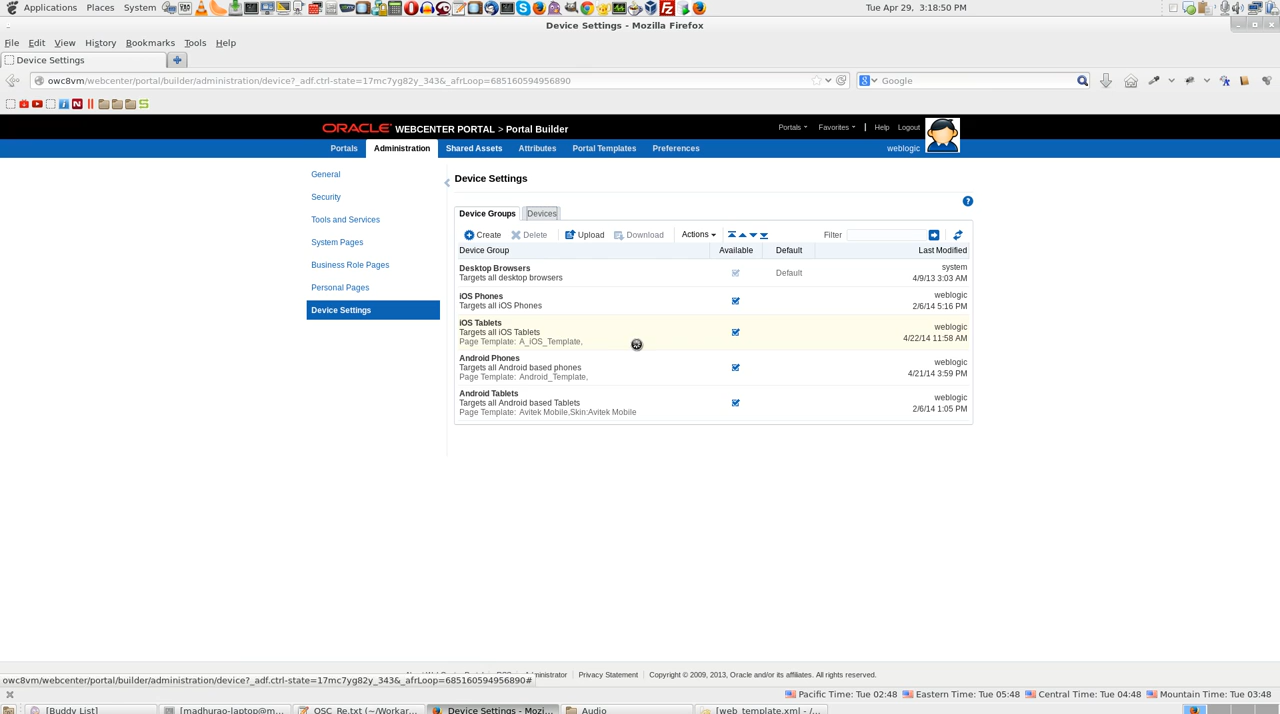 Applications Places System Tue Apr 29, 3:18:50 PM
Device Settings - Mozilla Firefox
File Edit View History Bookmarks Tools Help
Device Settings
owc8vm/webcenter/portal/builder/administration/device?_adf.ctrl-state=17mc7yg82y_343&_afrLoop=685160594956890 Google
ORACLE WEBCENTER PORTAL > Portal Builder Portals Favorites Help Logout
Portals Administration Shared Assets Attributes Portal Templates Preferences weblogic
General
Security
Tools and Services
System Pages
Business Role Pages
Personal Pages
Device Settings
Device Settings
Device Groups Devices
Create Delete Upload Download Actions Filter
Device Group Available Default Last Modified
Desktop Browsers
Targets all desktop browsers
Default
system
4/9/13 3:03 AM
iOS Phones
Targets all iOS Phones
weblogic
2/6/14 5:16 PM
iOS Tablets
Targets all iOS Tablets
Page Template: A_iOS_Template,
weblogic
4/22/14 11:58 AM
Android Phones
Targets all Android based phones
Page Template: Android_Template,
weblogic
4/21/14 3:59 PM
Android Tablets
Targets all Android based Tablets
Page Template: Avitek Mobile,Skin:Avitek Mobile
weblogic
2/6/14 1:05 PM
Privacy Statement Copyright © 2009, 2013, Oracle and/or its affiliates. All rights reserved.
owc8vm/webcenter/portal/builder/administration/device?_adf.ctrl-state=17mc7yg82y_343&_afrLoop=685160594956890#
Pacific Time: Tue 02:48 Eastern Time: Tue 05:48 Central Time: Tue 04:48 Mountain Time: Tue 03:48
[Buddy List] [madhurao-laptop@m... OSC_Re.txt (~/Workar... Device Settings - Mozi... Audio [web_template.xml - /...